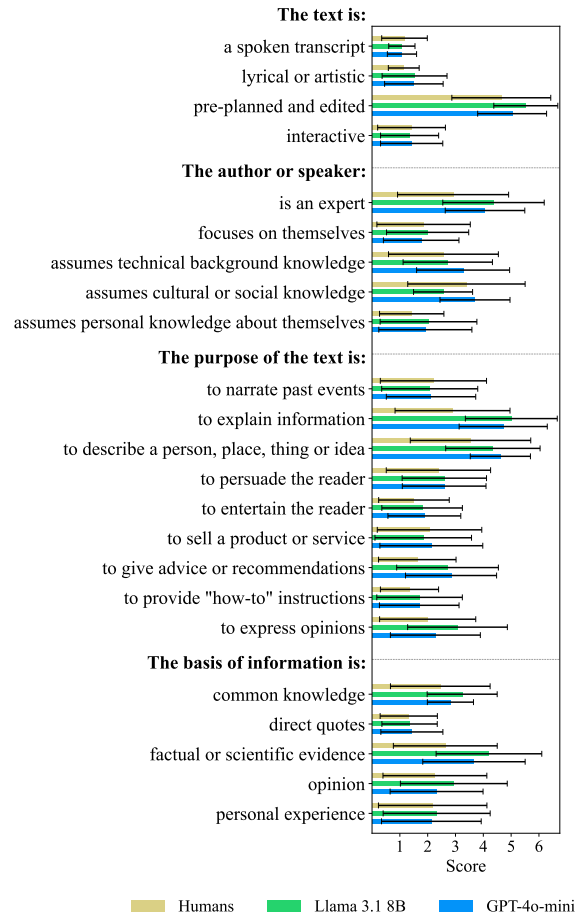 The text is:
a spoken transcript
lyrical or artistic
pre-planned and edited
interactive
The author or speaker:
is an expert
focuses on themselves
assumes technical background knowledge
assumes cultural or social knowledge
assumes personal knowledge about themselves
The purpose of the text is:
to narrate past events
to explain information
to describe a person, place, thing or idea
to persuade the reader
to entertain the reader
to sell a product or service
to give advice or recommendations
to provide "how-to" instructions
to express opinions
The basis of information is:
common knowledge
direct quotes
factual or scientific evidence
opinion
personal experience
1 2 3 4 5 6
Score
Humans Llama 3.1 8B GPT-4o-mini